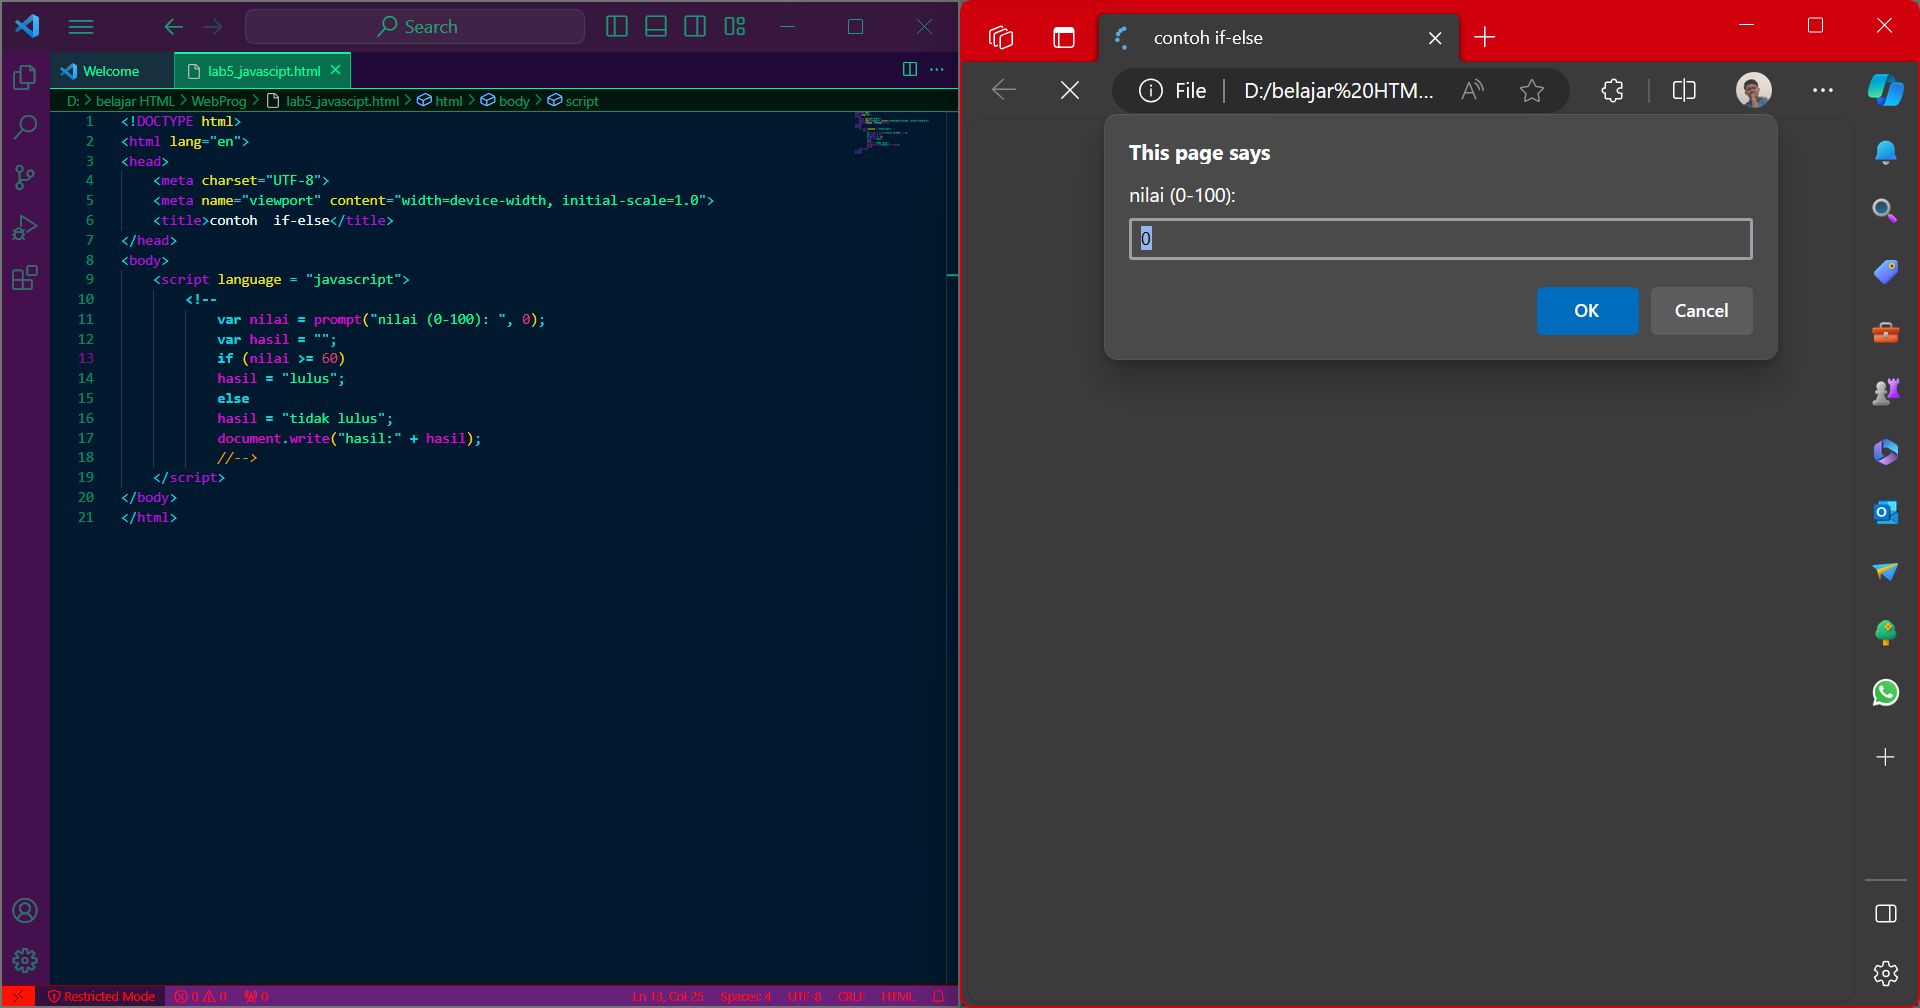 Search
Welcome
lab5_javascipt.html
D: > belajar HTML > WebProg > lab5_javascipt.html > html > body > script
1 <!DOCTYPE html>
2 <html lang="en">
3 <head>
4 <meta charset="UTF-8">
5 <meta name="viewport" content="width=device-width, initial-scale=1.0">
6 <title>contoh  if-else</title>
7 </head>
8 <body>
9 <script language = "javascript">
10 <!--
11 var nilai = prompt("nilai (0-100): ", 0);
12 var hasil = "";
13 if (nilai >= 60)
14 hasil = "lulus";
15 else
16 hasil = "tidak lulus";
17 document.write("hasil:" + hasil);
18 //-->
19 </script>
20 </body>
21 </html>
Restricted Mode 0 0 0 Ln 13, Col 25 Spaces: 4 UTF-8 CRLF HTML
contoh if-else
File D:/belajar%20HTM...
This page says
nilai (0-100):
0
OK Cancel